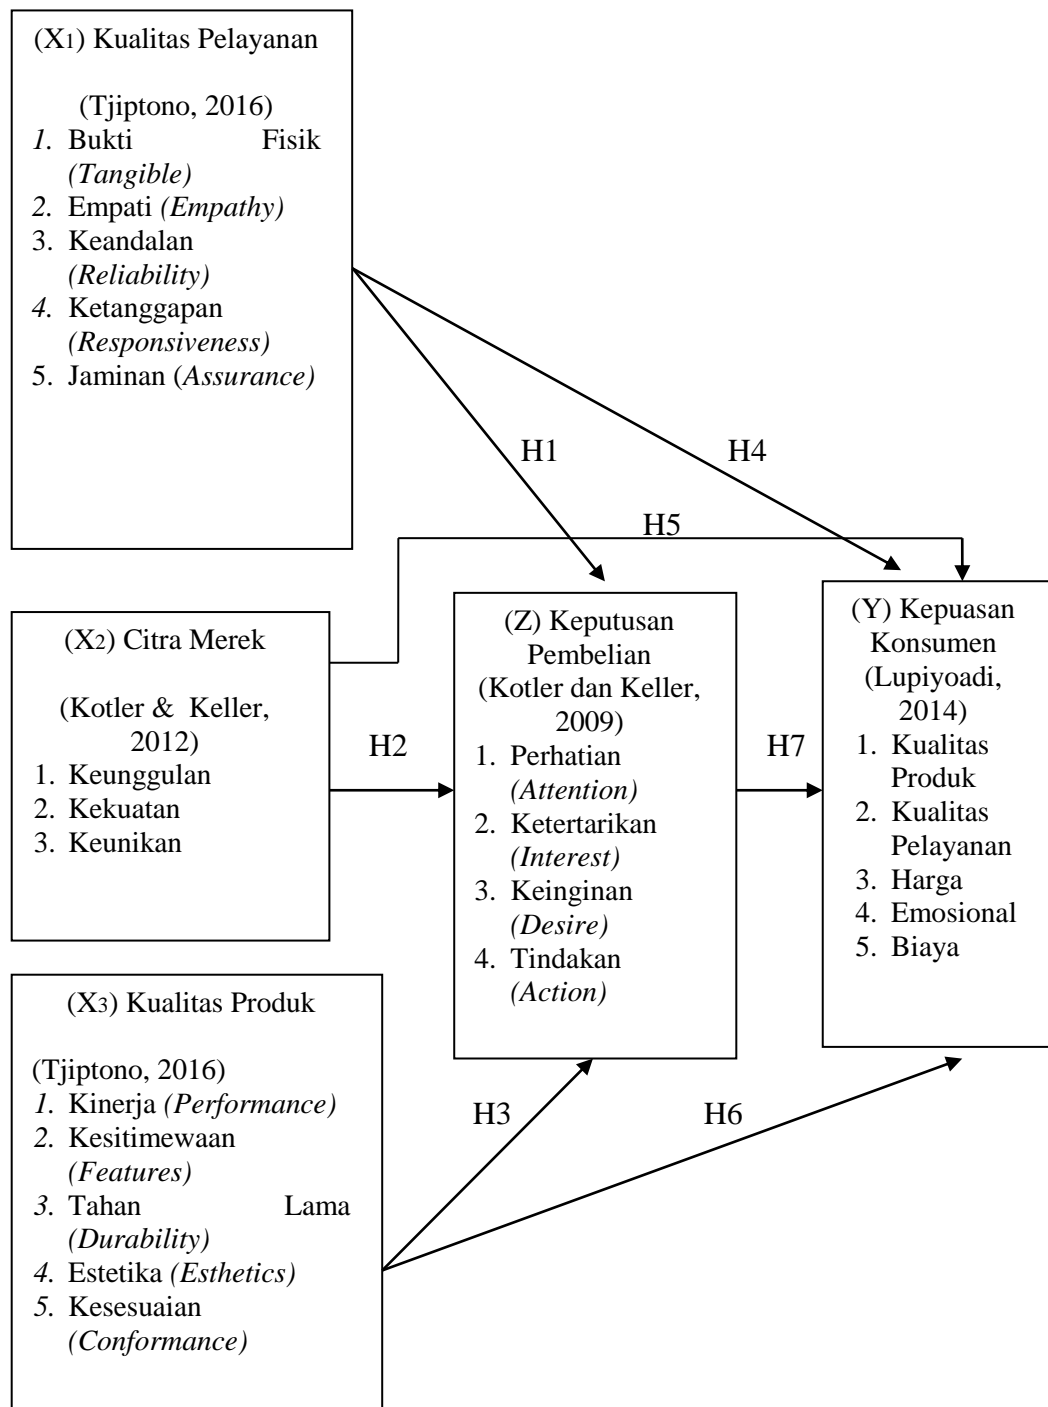 (X1) Kualitas Pelayanan
(Tjiptono, 2016)
1. Bukti Fisik
(Tangible)
2. Empati (Empathy)
3. Keandalan
(Reliability)
4. Ketanggapan
(Responsiveness)
5. Jaminan (Assurance)
H1
H4
H5
(X2) Citra Merek
(Kotler & Keller,
2012)
1. Keunggulan
2. Kekuatan
3. Keunikan
H2
(Z) Keputusan
Pembelian
(Kotler dan Keller,
2009)
1. Perhatian
(Attention)
2. Ketertarikan
(Interest)
3. Keinginan
(Desire)
4. Tindakan
(Action)
H7
(Y) Kepuasan
Konsumen
(Lupiyoadi,
2014)
1. Kualitas
Produk
2. Kualitas
Pelayanan
3. Harga
4. Emosional
5. Biaya
(X3) Kualitas Produk
(Tjiptono, 2016)
1. Kinerja (Performance)
2. Kesitimewaan
(Features)
3. Tahan Lama
(Durability)
4. Estetika (Esthetics)
5. Kesesuaian
(Conformance)
H3
H6